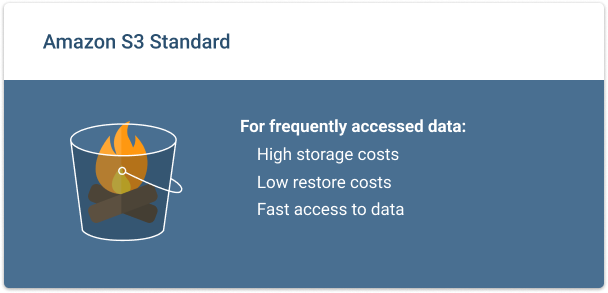 Amazon S3 Standard
For frequently accessed data:
High storage costs
Low restore costs
Fast access to data